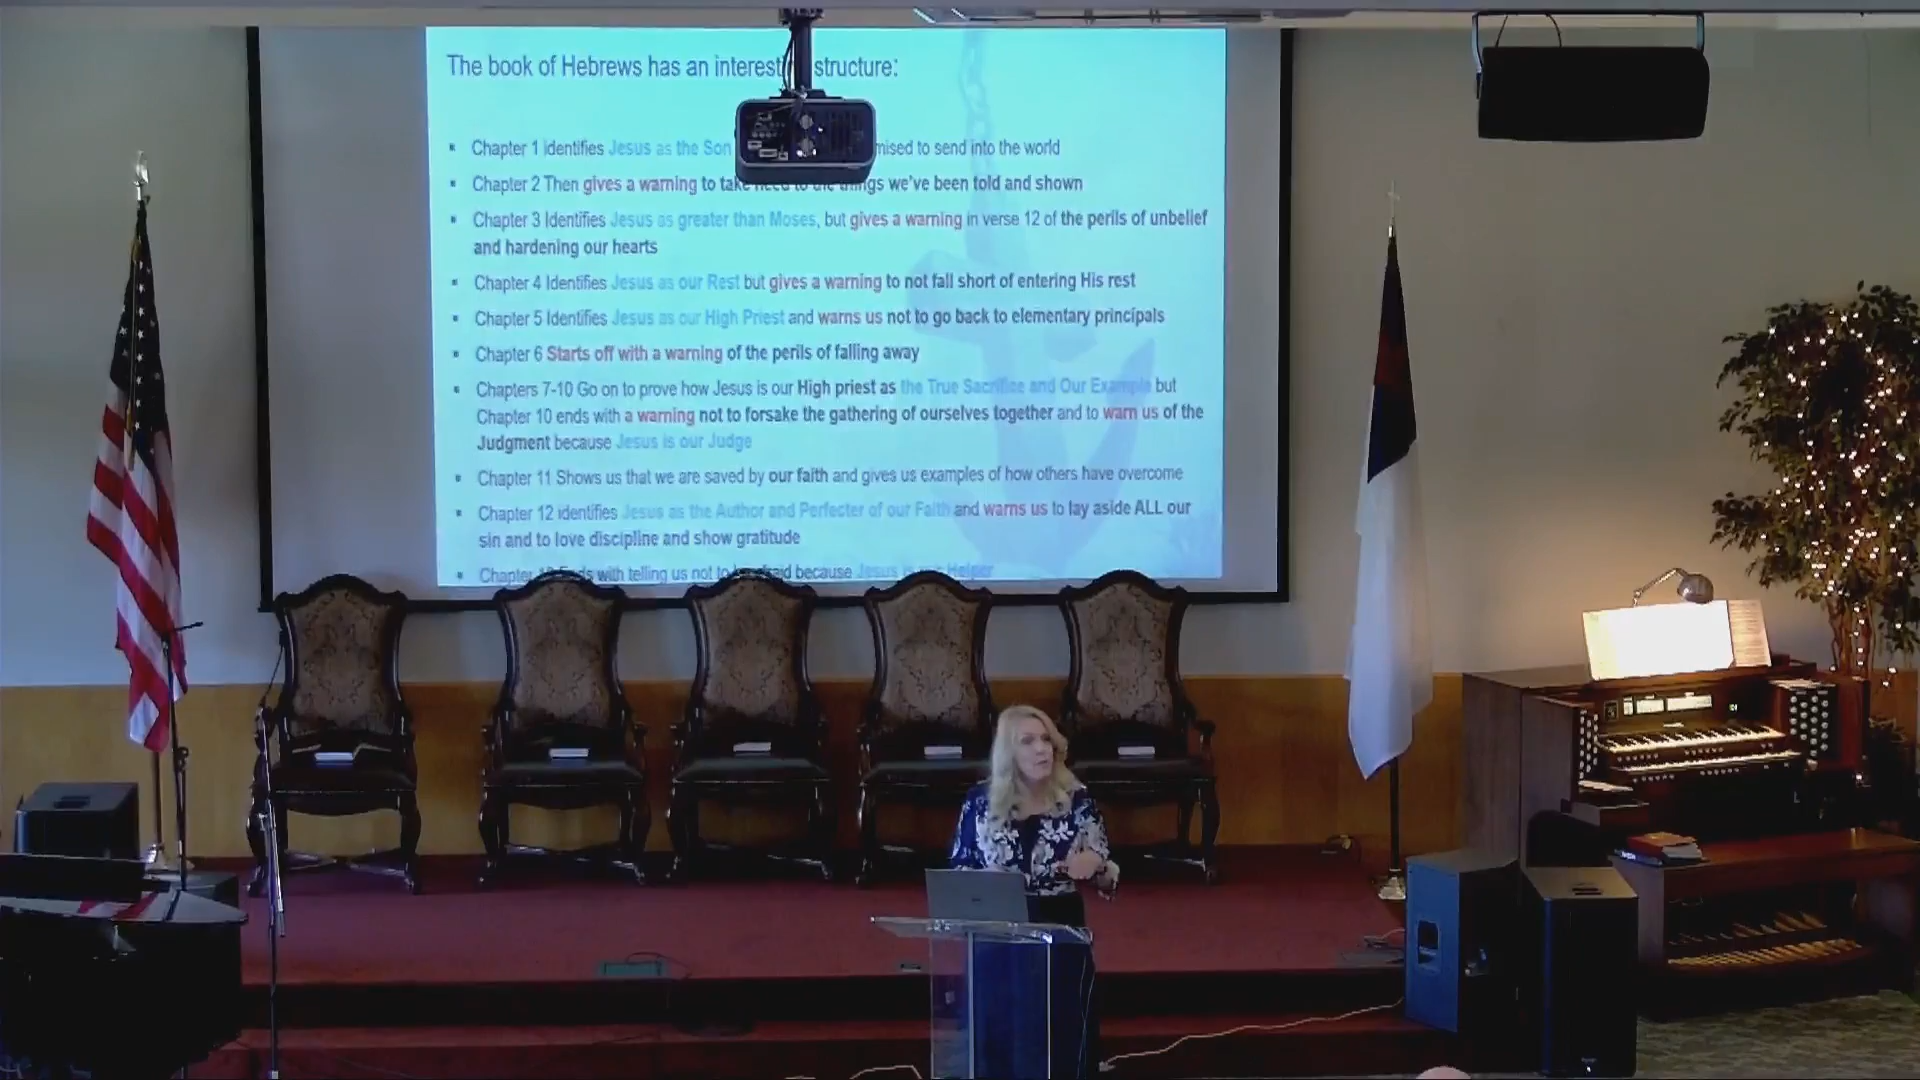 The book of Hebrews has an interest structure:
Chapter 1 Identifies Jesus as the Son mised to send into the world
Chapter 2 Then gives a warning to take heed to the things we've been told and shown
Chapter 3 Identifies Jesus as greater than Moses, but gives a warning in verse 12 of the perils of unbelief
and hardening our hearts
Chapter 4 Identifies Jesus as our Rest but gives a warning to not fall short of entering His rest
Chapter 5 Identifies Jesus as our High Priest and warns us not to go back to elementary principals
Chapter 6 Starts off with a warning of the perils of falling away
Chapters 7-10 Go on to prove how Jesus is our High priest as the True Sacrifice and Our Example but
Chapter 10 ends with a warning not to forsake the gathering of ourselves together and to warn us of the
Judgment because Jesus is our Judge
Chapter 11 Shows us that we are saved by our faith and gives us examples of how others have overcome
Chapter 12 identifies Jesus as the Author and Perfecter of our Faith and warns us to lay aside ALL our
sin and to love discipline and show gratitude
Chapter 13 Ends with telling us not to be afraid because Jesus is our Helper